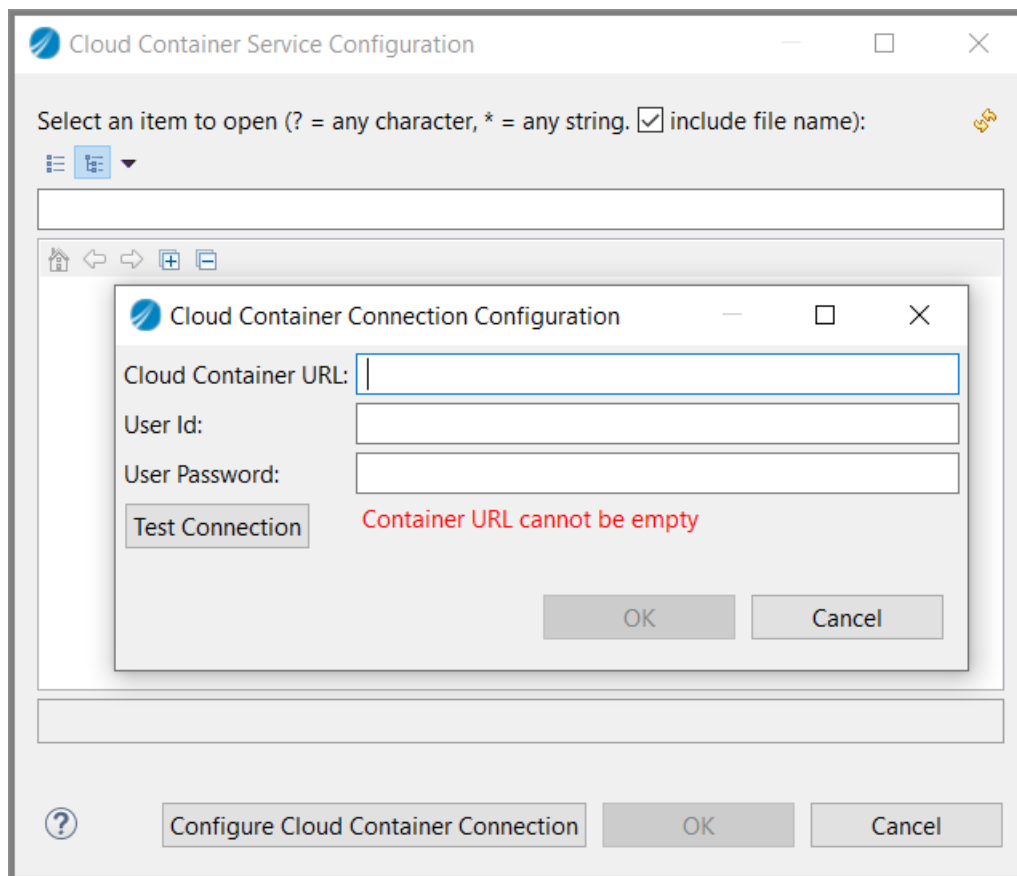 Cloud Container Service Configuration
Select an item to open (? = any character, * = any string. include file name):
Cloud Container Connection Configuration
Cloud Container URL:
User Id:
User Password:
Test Connection
Container URL cannot be empty
OK
Cancel
Configure Cloud Container Connection
OK
Cancel